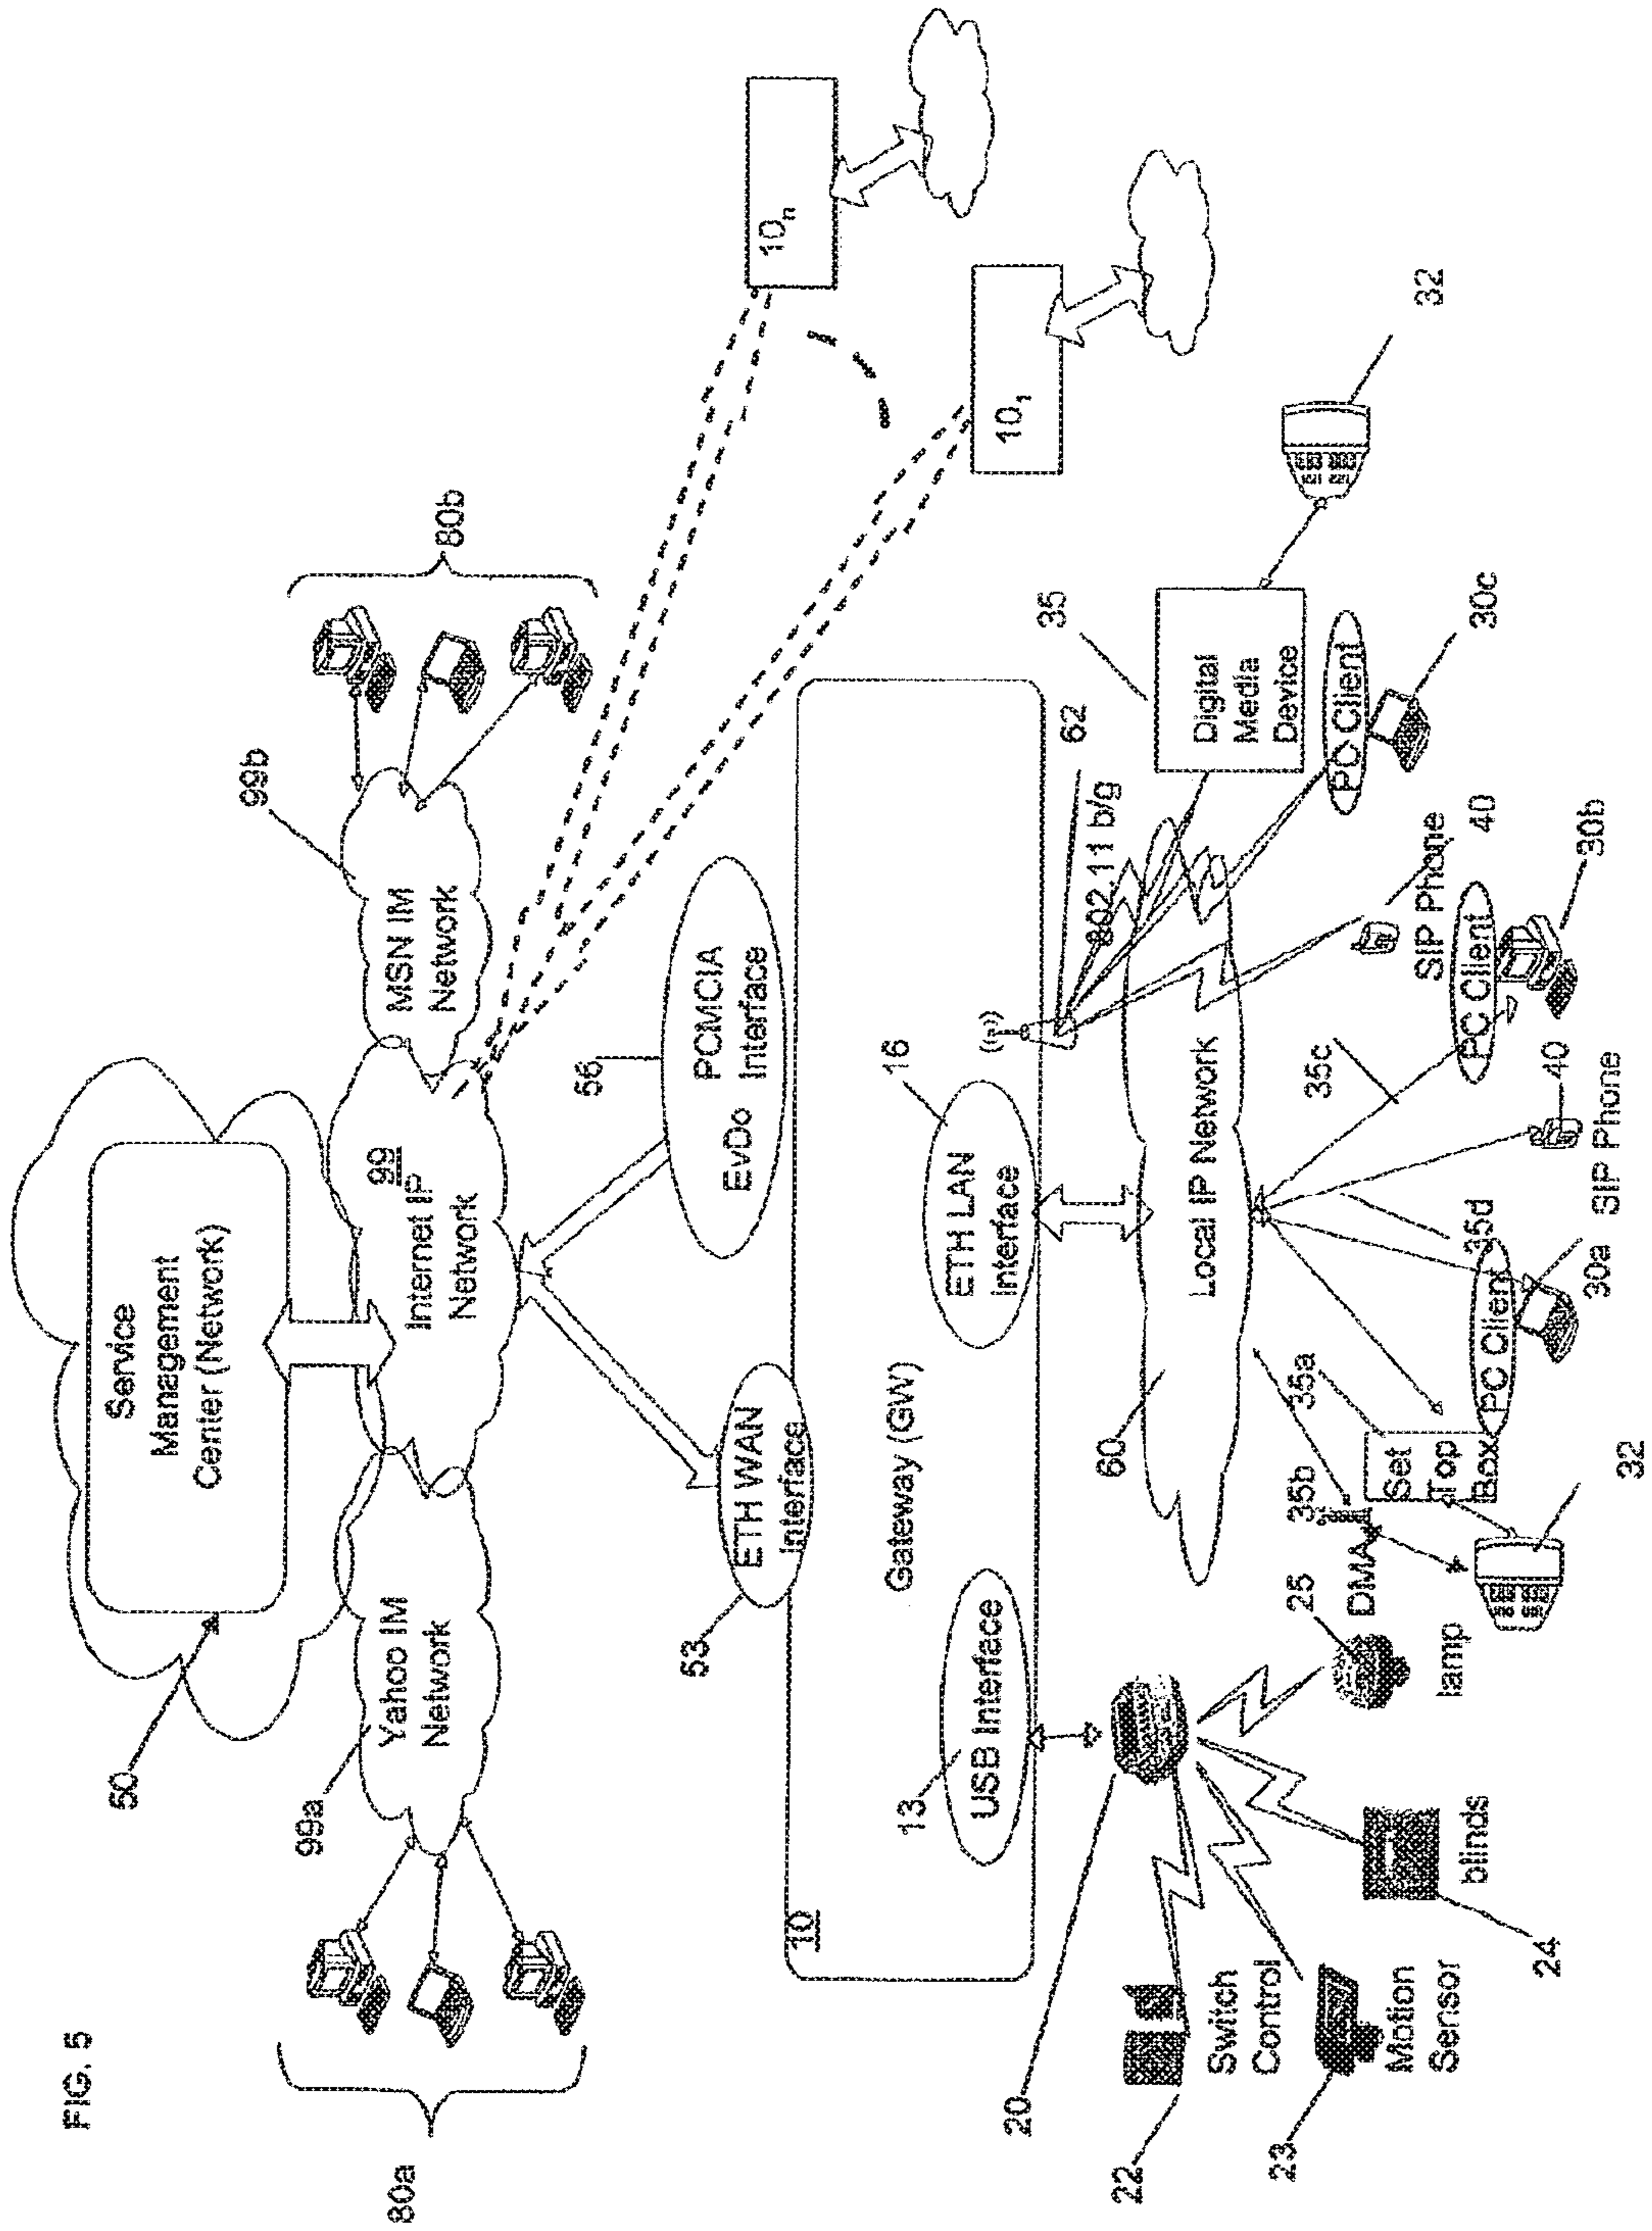 FIG. 5
80a
99a
50
Service
Management
Center (Network)
Yahoo IM
Network
99
Internet IP
Network
MSN IM
Network
99b
80b
53
ETH WAN
Interface
56
EvDo
PCMCIA
Interface
10
Gateway (GW)
13
USB Interface
16
ETH LAN
Interface
62
802.11 b/g
10n
101
20
22
Switch
Control
23
Motion
Sensor
24
blinds
25
lamp
60
Local IP Network
35b
DMA
35a
Set
Top
Box
32
PC Client
30a
35d
35c
40
SIP Phone
PC Client
30b
SIP Phone
40
35
Digital
Media
Device
PC Client
30c
32